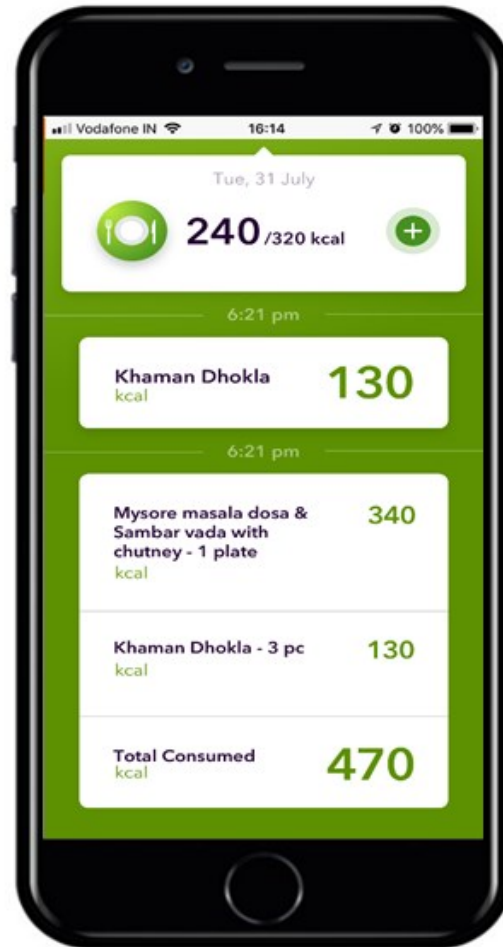 Vodafone IN 16:14 100%
Tue, 31 July
240 /320 kcal
6:21 pm
Khaman Dhokla 130
kcal
6:21 pm
Mysore masala dosa & 340
Sambar vada with
chutney - 1 plate
kcal
Khaman Dhokla - 3 pc 130
kcal
Total Consumed 470
kcal